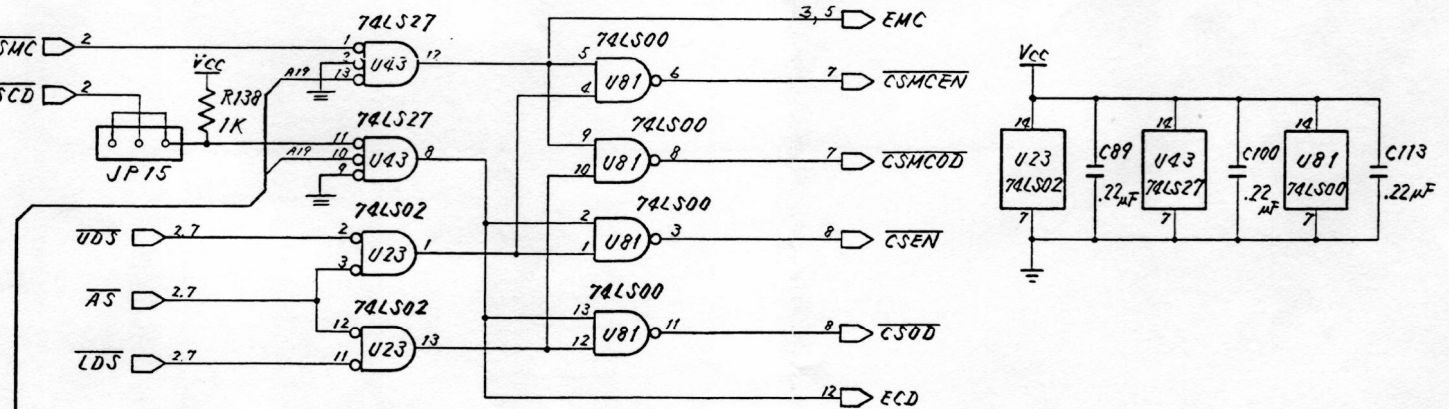 3, 5 EMC
74LS27
SMC 2 1
2 U43 12
A19 13
74LS00
5 U81 6 7 CSMCEN
4
Vcc
SCD 2
R138
1K
JP15
74LS27
11
A19 10 U43 8
9
74LS00
9 U81 8 7 CSMCOD
10
74LS02
UDS 2.7 2
U23 1
3
74LS00
2 U81 3 8 CSEN
1
AS 2.7
74LS02
12 U23 13
LDS 2.7 11
74LS00
13 U81 11 8 CSOD
12
12 ECD
Vcc
14
U23
74LS02
7
C89
.22µF
14
U43
74LS27
7
C100
.22
µF
14
U81
74LS00
7
C113
.22µF